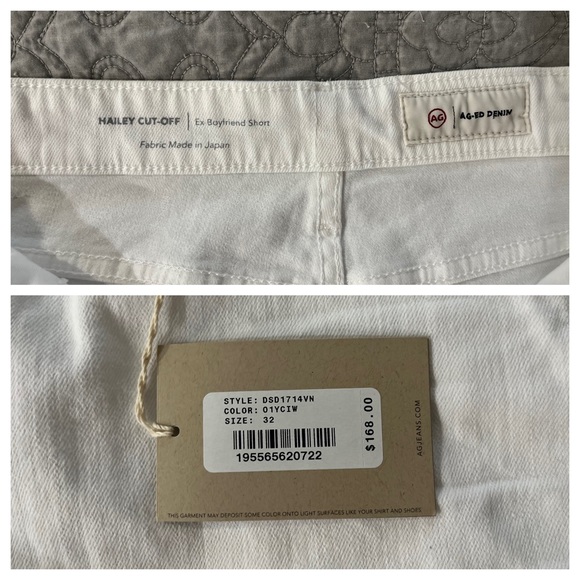 HAILEY CUT-OFF | Ex-Boyfriend Short
Fabric Made in Japan
AG | AG-ED DENIM
STYLE: DSD1714VN
COLOR: 01YCIW
SIZE: 32
195565620722
$168.00
AGJEANS.COM
THIS GARMENT MAY DEPOSIT SOME COLOR ONTO LIGHT SURFACES LIKE YOUR SHIRT AND SHOES.